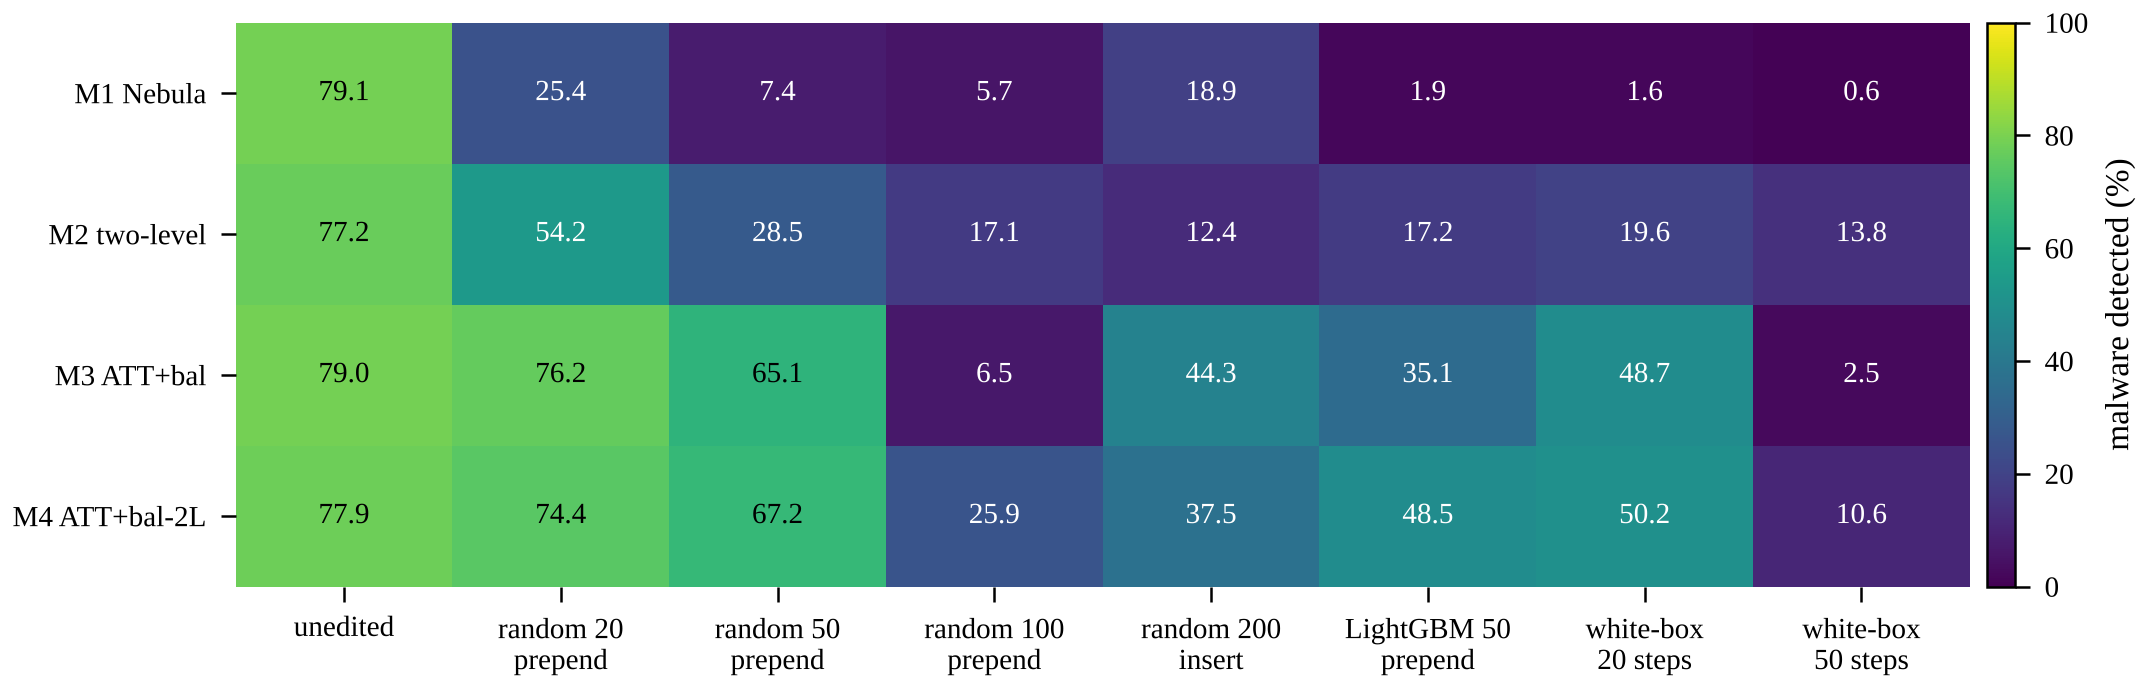 M1 Nebula 79.1 25.4 7.4 5.7 18.9 1.9 1.6 0.6
M2 two-level 77.2 54.2 28.5 17.1 12.4 17.2 19.6 13.8
M3 ATT+bal 79.0 76.2 65.1 6.5 44.3 35.1 48.7 2.5
M4 ATT+bal-2L 77.9 74.4 67.2 25.9 37.5 48.5 50.2 10.6
unedited
random 20
prepend
random 50
prepend
random 100
prepend
random 200
insert
LightGBM 50
prepend
white-box
20 steps
white-box
50 steps
100
80
60
40
20
0
malware detected (%)